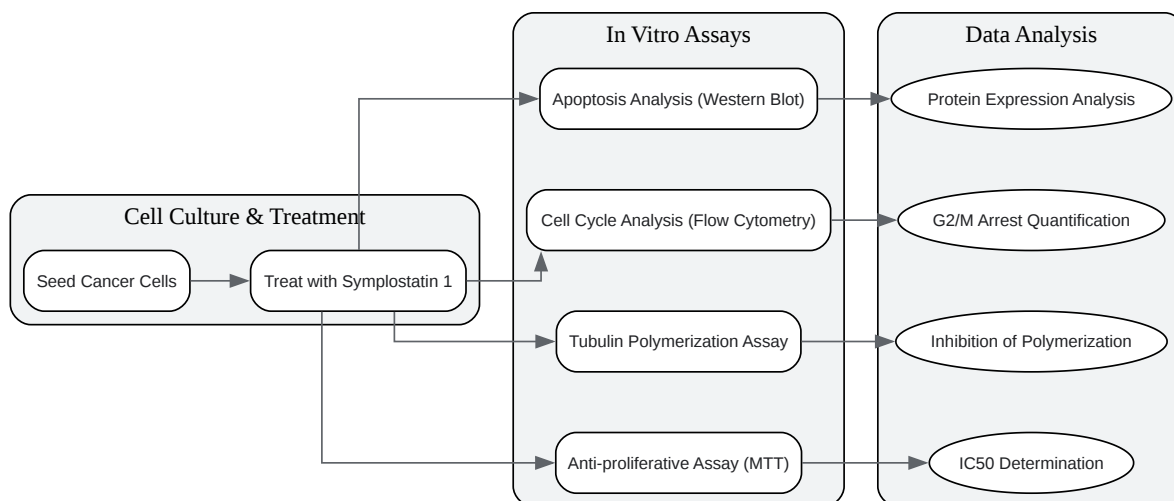 Cell Culture & Treatment
Seed Cancer Cells
Treat with Symplostatin 1
In Vitro Assays
Apoptosis Analysis (Western Blot)
Cell Cycle Analysis (Flow Cytometry)
Tubulin Polymerization Assay
Anti-proliferative Assay (MTT)
Data Analysis
Protein Expression Analysis
G2/M Arrest Quantification
Inhibition of Polymerization
IC50 Determination